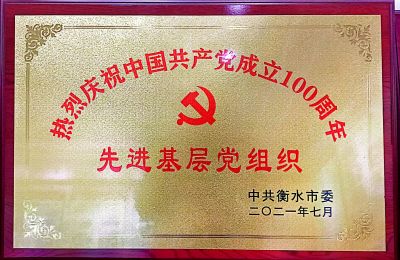 热烈庆祝中国共产党成立100周年
先进基层党组织
中共衡水市委
二〇二一年七月